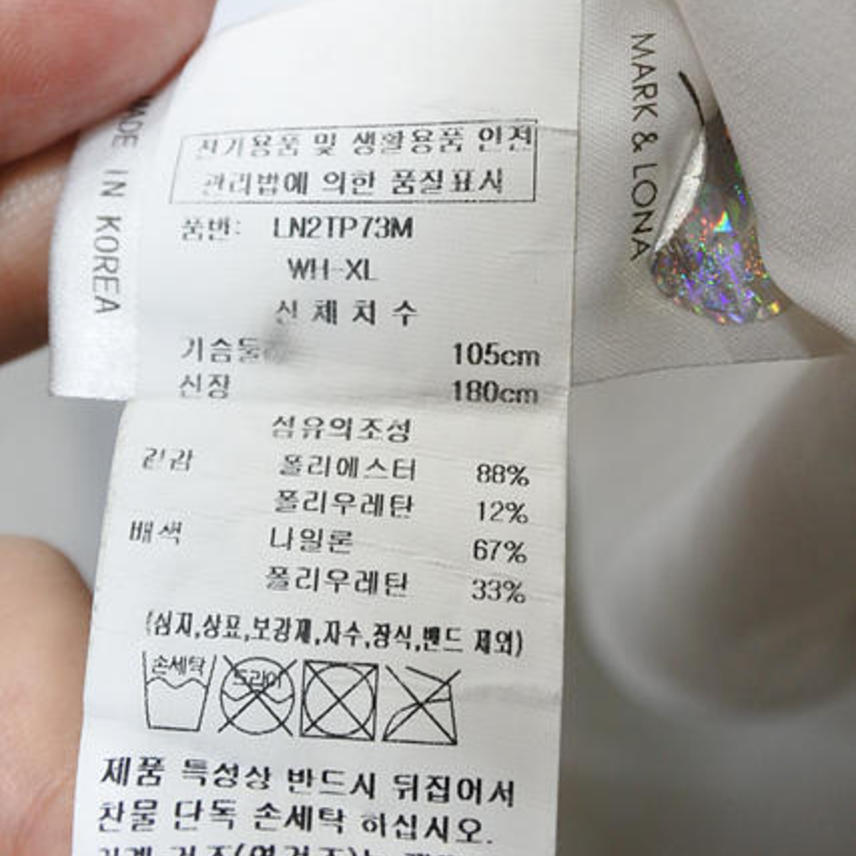 전기용품 및 생활용품 안전
관리법에 의한 품질표시
품번: LN2TP73M
WH-XL
신 체 치 수
가슴둘레 105cm
신장 180cm
섬유의조성
겉감 폴리에스터 88%
폴리우레탄 12%
배색 나일론 67%
폴리우레탄 33%
(심지,상표,보강제,자수,장식,밴드 제외)
손세탁
드라이
제품 특성상 반드시 뒤집어서
찬물 단독 손세탁 하십시오.
MADE IN KOREA
MARK & LONA